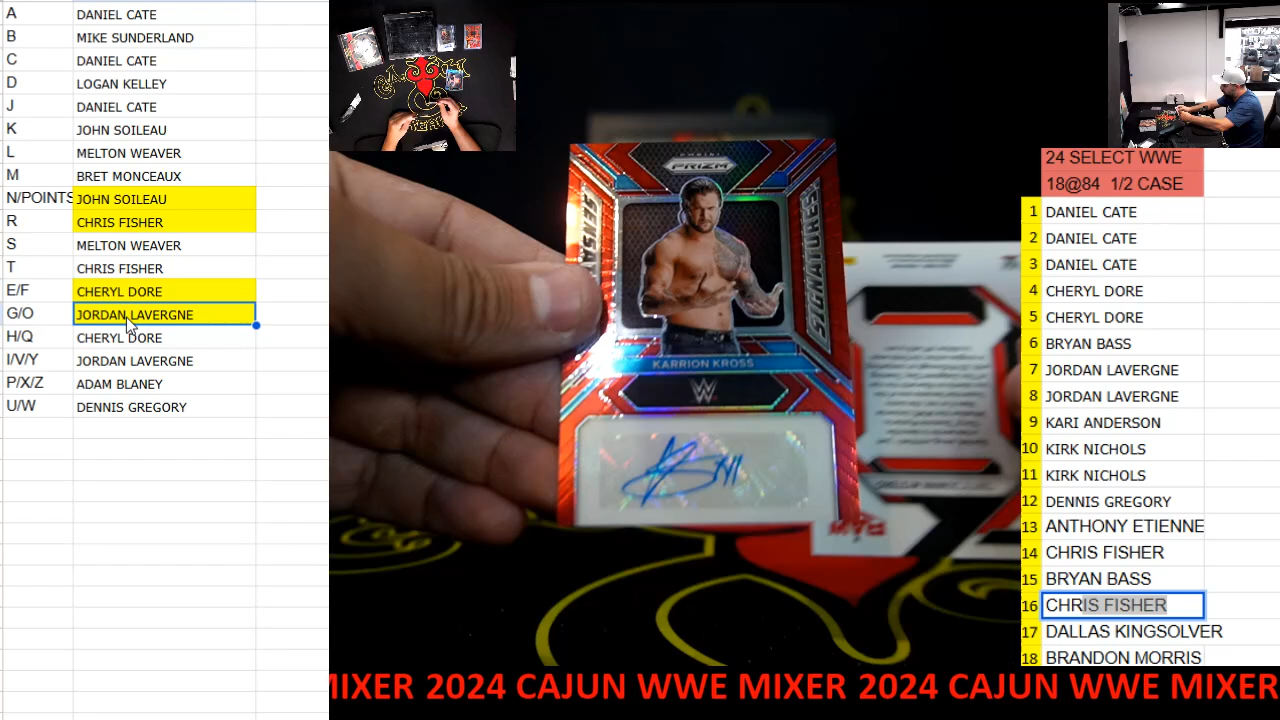 A DANIEL CATE
B MIKE SUNDERLAND
C DANIEL CATE
D LOGAN KELLEY
J DANIEL CATE
K JOHN SOILEAU
L MELTON WEAVER
M BRET MONCEAUX
N/POINTS JOHN SOILEAU
R CHRIS FISHER
S MELTON WEAVER
T CHRIS FISHER
E/F CHERYL DORE
G/O JORDAN LAVERGNE
H/Q CHERYL DORE
I/V/Y JORDAN LAVERGNE
P/X/Z ADAM BLANEY
U/W DENNIS GREGORY
PANINI
PRIZM
SENSATIONAL
SIGNATURES
KARRION KROSS
W
RAW
24 SELECT WWE
18@84 1/2 CASE
1 DANIEL CATE
2 DANIEL CATE
3 DANIEL CATE
4 CHERYL DORE
5 CHERYL DORE
6 BRYAN BASS
7 JORDAN LAVERGNE
8 JORDAN LAVERGNE
9 KARI ANDERSON
10 KIRK NICHOLS
11 KIRK NICHOLS
12 DENNIS GREGORY
13 ANTHONY ETIENNE
14 CHRIS FISHER
15 BRYAN BASS
16 CHRIS FISHER
17 DALLAS KINGSOLVER
18 BRANDON MORRIS
MIXER 2024 CAJUN WWE MIXER 2024 CAJUN WWE MIXER